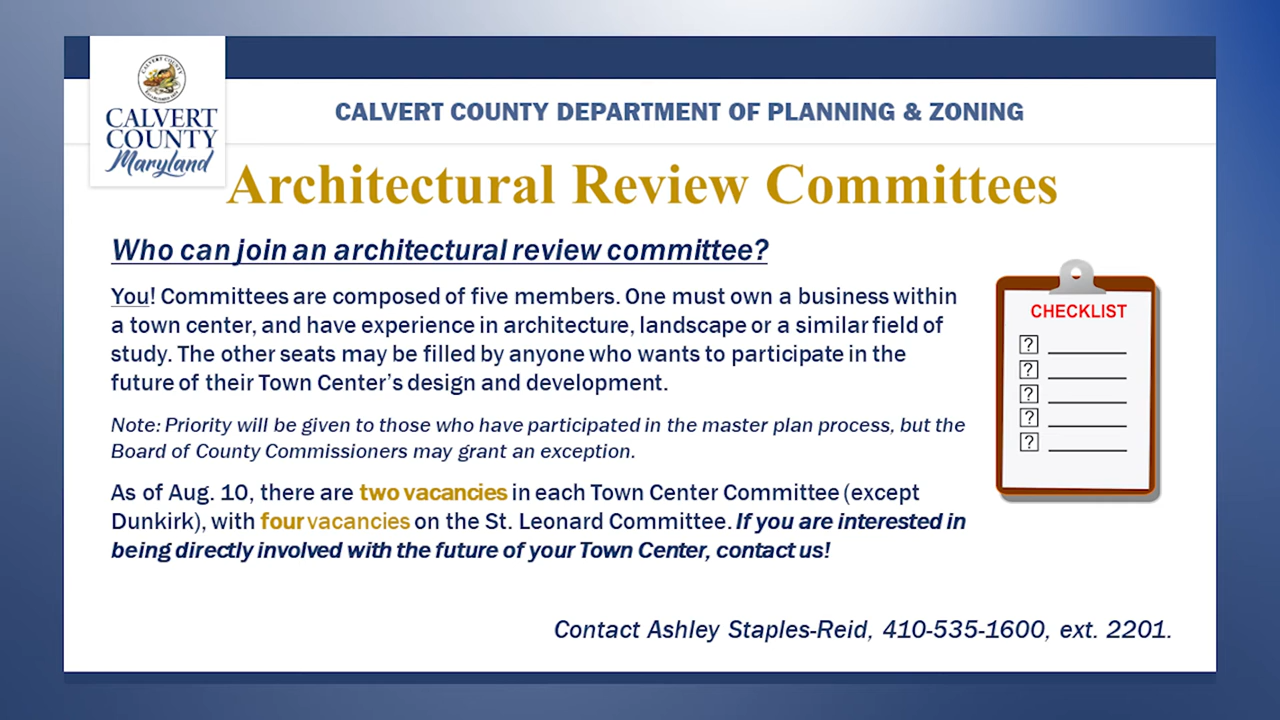 CALVERT COUNTY
CALVERT
COUNTY
Maryland
CALVERT COUNTY DEPARTMENT OF PLANNING & ZONING
Architectural Review Committees
Who can join an architectural review committee?
You! Committees are composed of five members. One must own a business within
a town center, and have experience in architecture, landscape or a similar field of
study. The other seats may be filled by anyone who wants to participate in the
future of their Town Center's design and development.
Note: Priority will be given to those who have participated in the master plan process, but the
Board of County Commissioners may grant an exception.
As of Aug. 10, there are two vacancies in each Town Center Committee (except
Dunkirk), with four vacancies on the St. Leonard Committee. If you are interested in
being directly involved with the future of your Town Center, contact us!
CHECKLIST
?
?
?
?
?
Contact Ashley Staples-Reid, 410-535-1600, ext. 2201.